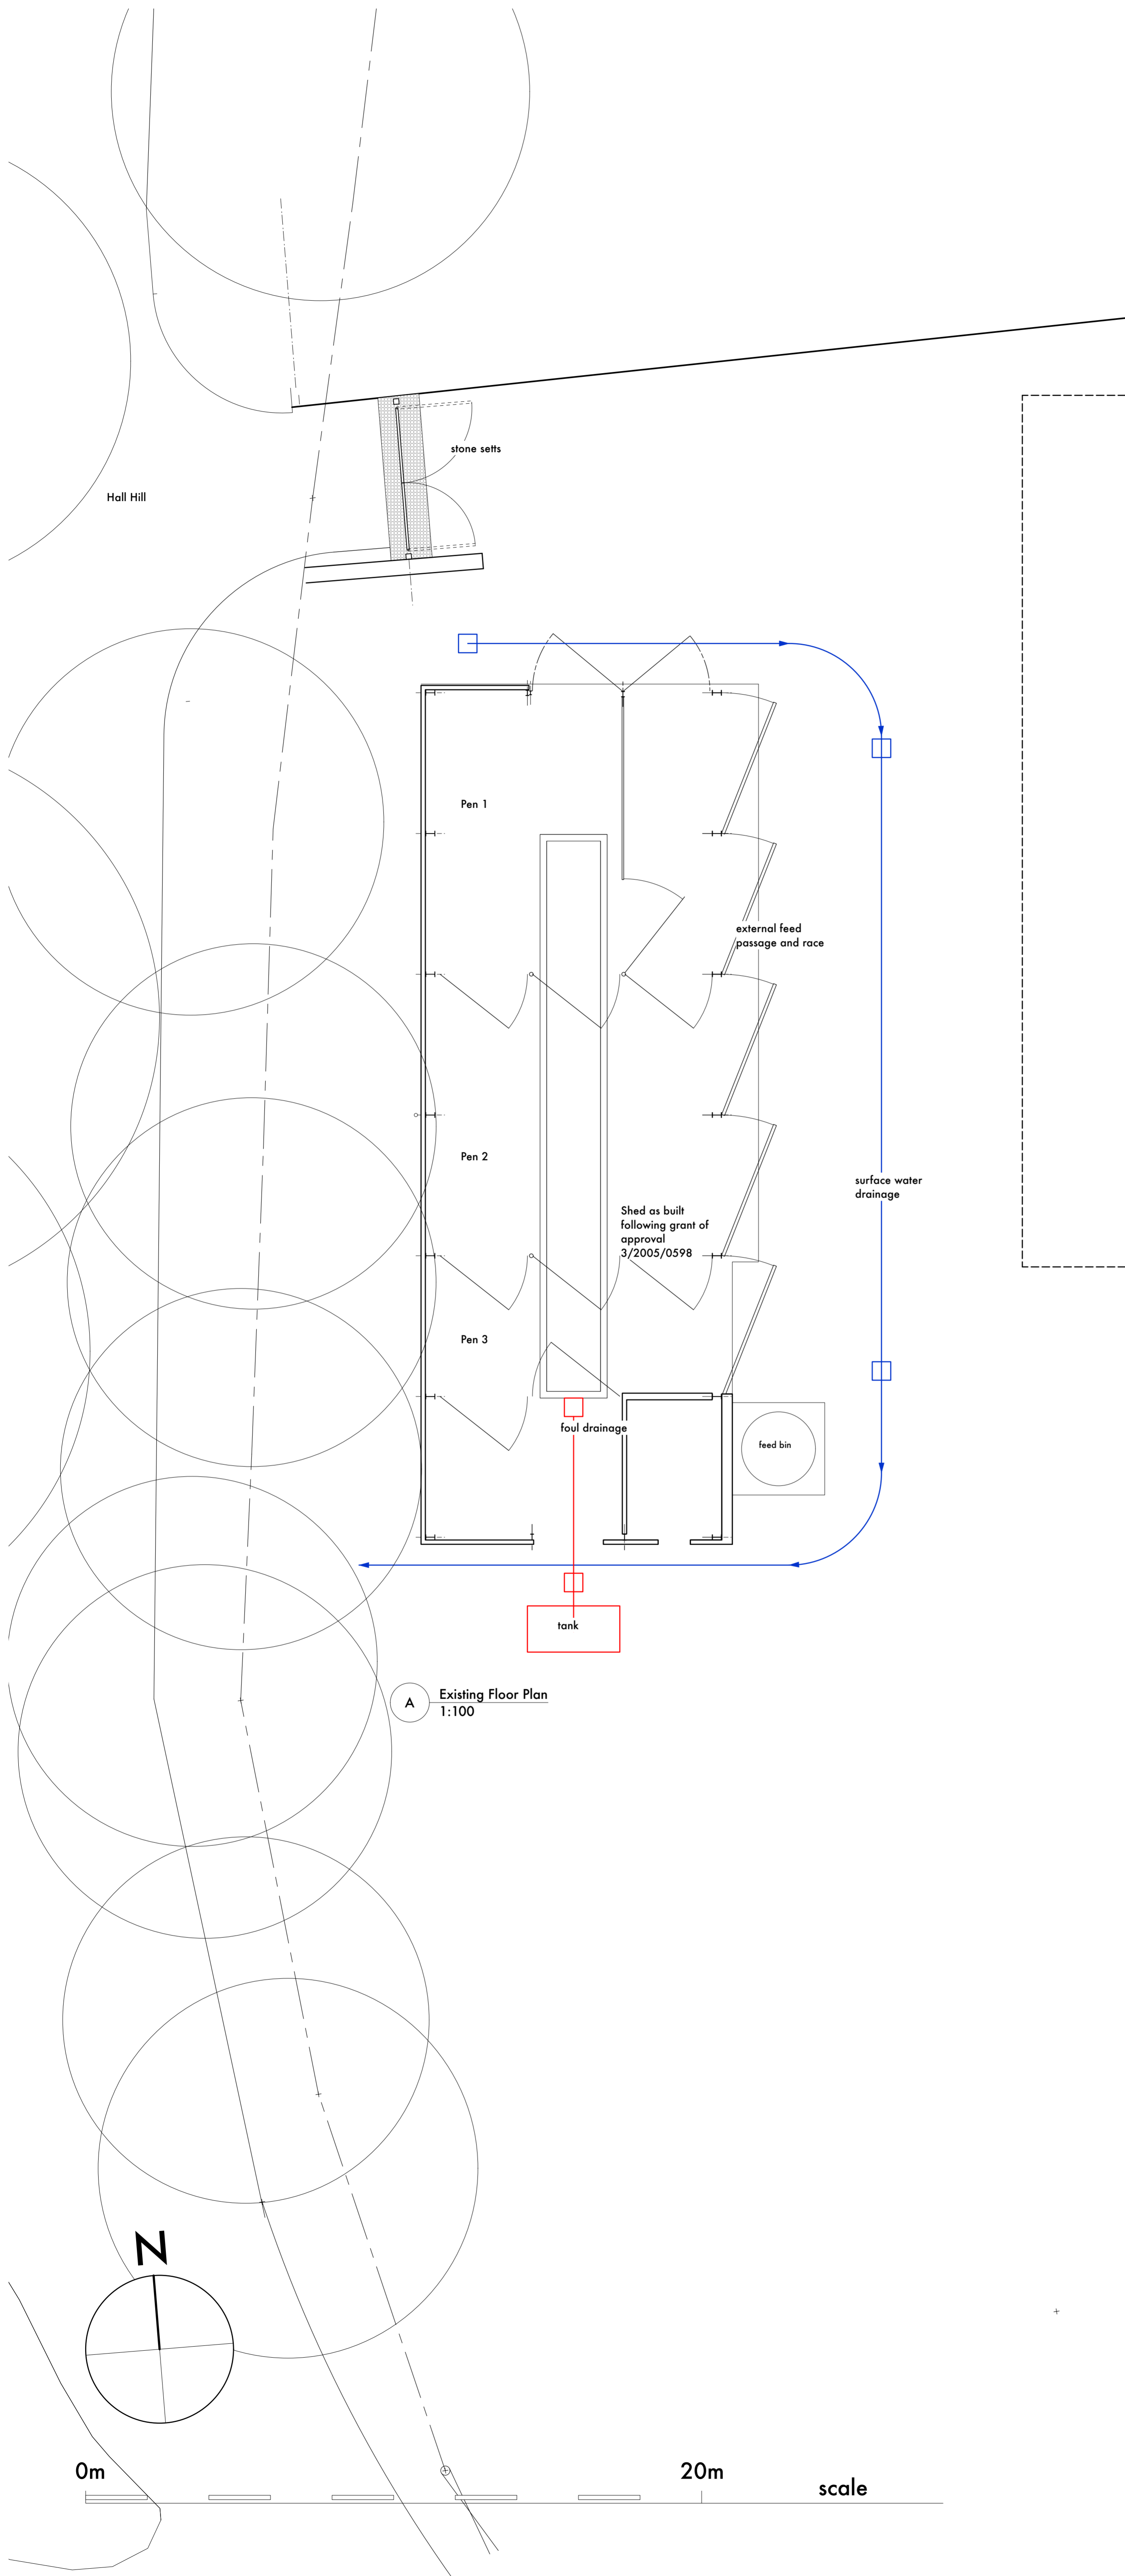 stone setts
Hall Hill
Pen 1
external feed
passage and race
Pen 2
surface water
drainage
Shed as built
following grant of
approval
3/2005/0598
Pen 3
foul drainage
feed bin
tank
A
Existing Floor Plan
1:100
N
0m
20m
scale